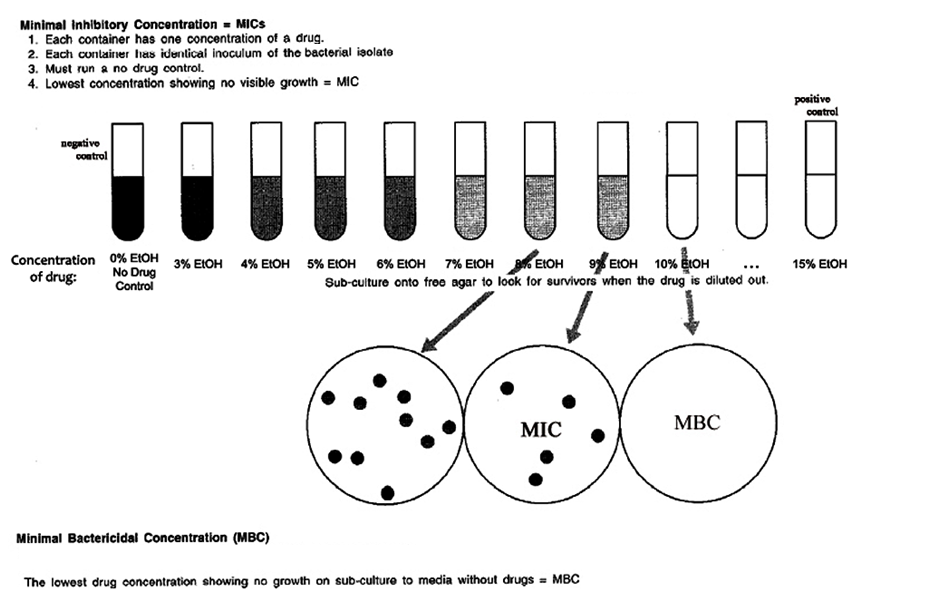 Minimal Inhibitory Concentration = MICs
1. Each container has one concentration of a drug.
2. Each container has identical inoculum of the bacterial isolate
3. Must run a no drug control.
4. Lowest concentration showing no visible growth = MIC
positive
control
negative
control
Concentration
of drug:
0% EtOH
No Drug
Control
3% EtOH
4% EtOH
5% EtOH
6% EtOH
7% EtOH
8% EtOH
9% EtOH
10% EtOH
...
15% EtOH
Sub-culture onto free agar to look for survivors when the drug is diluted out.
MIC
MBC
Minimal Bactericidal Concentration (MBC)
The lowest drug concentration showing no growth on sub-culture to media without drugs = MBC